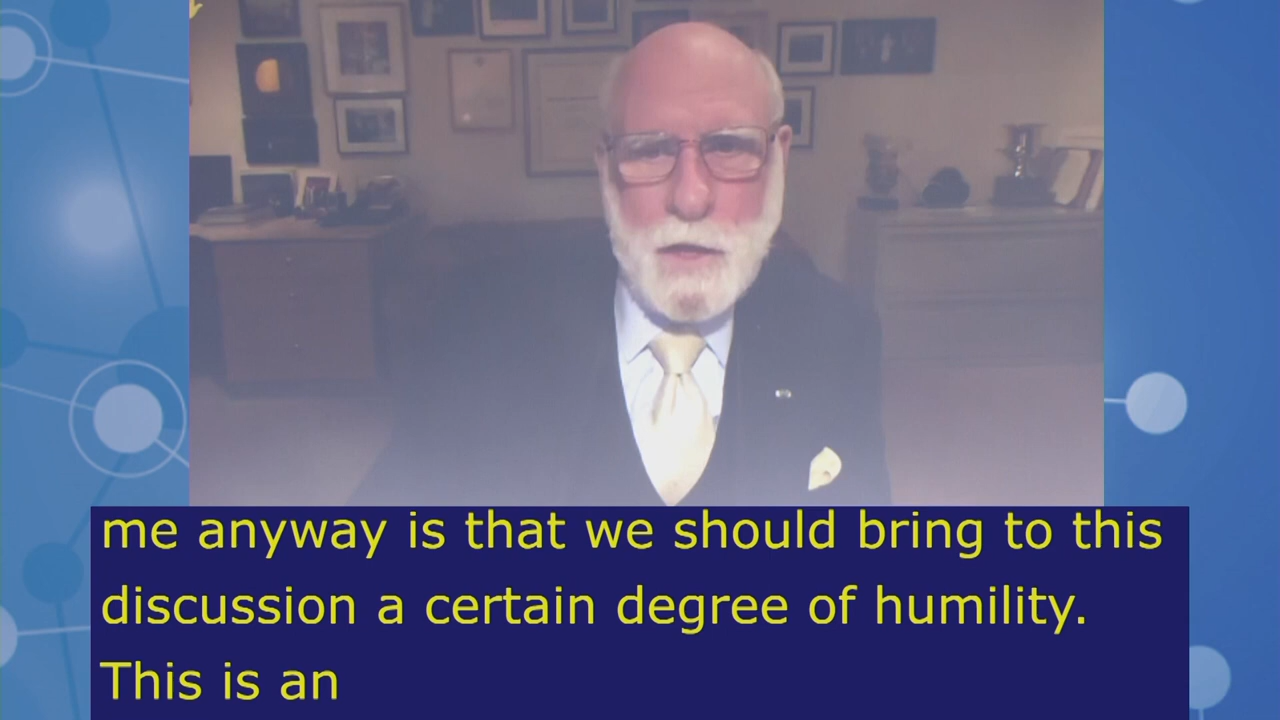 me anyway is that we should bring to this
discussion a certain degree of humility.
This is an